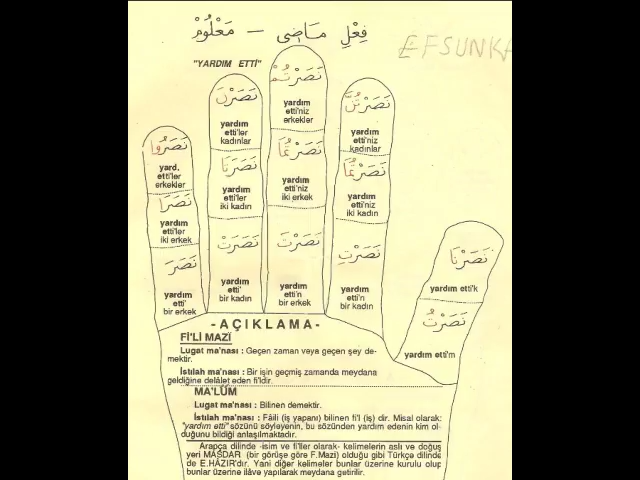 فِعْلِ مَاضِى — مَعْلُومْ
EFSUNKA
"YARDIM ETTİ"
نَصَرُوا
yard.
etti'ler
erkekler
نَصَرَا
yardım
etti'ler
iki erkek
نَصَرَ
yardım
etti'
bir erkek
نَصَرْنَ
yardım
etti'ler
kadınlar
نَصَرَتَا
yardım
etti'ler
iki kadın
نَصَرَتْ
yardım
etti'
bir kadın
نَصَرْتُمْ
yardım
etti'niz
erkekler
نَصَرْتُمَا
yardım
etti'niz
iki erkek
نَصَرْتَ
yardım
etti'n
bir erkek
نَصَرْتُنَّ
yardım
etti'niz
kadınlar
نَصَرْتُمَا
yardım
etti'niz
iki kadın
نَصَرْتِ
yardım
etti'n
bir kadın
نَصَرْنَا
yardım etti'k
نَصَرْتُ
yardım etti'm
- AÇIKLAMA -
Fİ'Lİ MAZİ
Lugat ma'nası : Geçen zaman veya geçen şey de-
mektir.
İstılah ma'nası : Bir işin geçmiş zamanda meydana
geldiğine delâlet eden fi'ldir.
MA'LÛM
Lugat ma'nası : Bilinen demektir.
İstılah ma'nası : Fâili (iş yapanı) bilinen fi'l (iş) dir. Misal olarak:
"yardım etti" sözünü söyleyenin, bu sözünden yardım edenin kim ol-
duğunu bildiği anlaşılmaktadır.
Arapça dilinde -isim ve fi'ller olarak- kelimelerin aslı ve doğuş
yeri MASDAR (bir görüşe göre F.Mazi) olduğu gibi Türkçe dilinde
de E.HÂZIR'dır. Yani diğer kelimeler bunlar üzerine kurulu olup
bunlar üzerine ilâve yapılarak meydana getirilir.